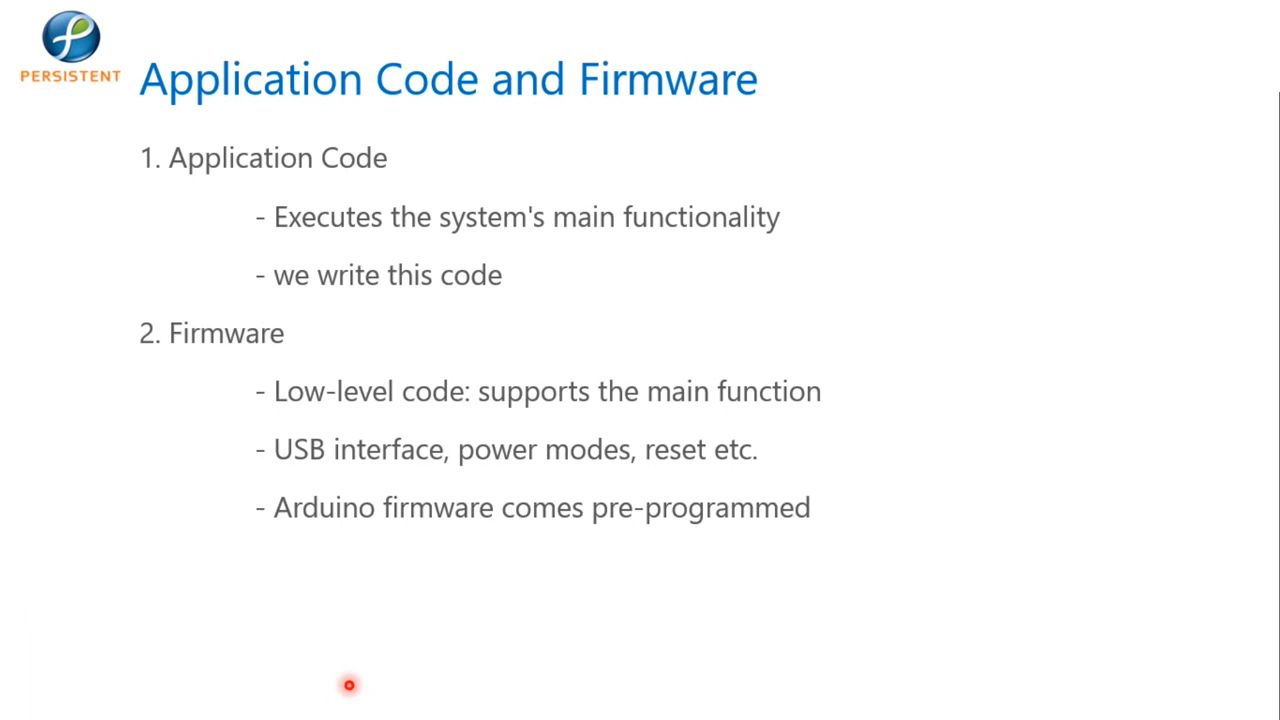 PERSISTENT
Application Code and Firmware
1. Application Code
- Executes the system's main functionality
- we write this code
2. Firmware
- Low-level code: supports the main function
- USB interface, power modes, reset etc.
- Arduino firmware comes pre-programmed